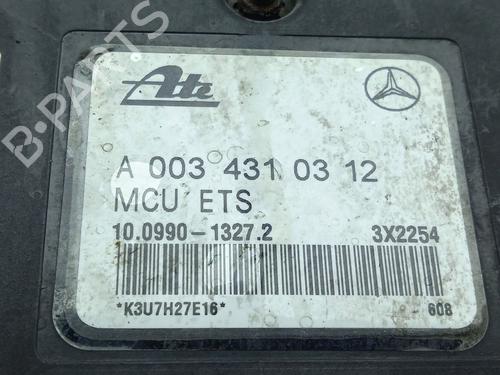 Ate
A 003 431 03 12
MCU ETS
10.0990-1327.2 3X2254
*K3U7H27E16* 608
B-PARTS